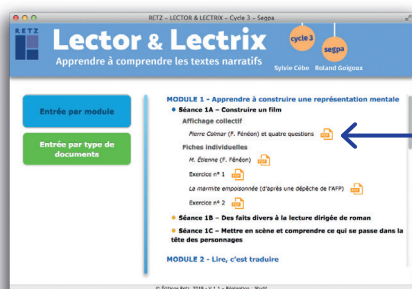 RETZ - LECTOR & LECTRIX - Cycle 3 - Segpa
RETZ
Lector & Lectrix
cycle 3
segpa
Apprendre à comprendre les textes narratifs
Sylvie Cèbe Roland Goigoux
Entrée par module
Entrée par type de documents
MODULE 1 - Apprendre à construire une représentation mentale
• Séance 1A – Construire un film
Affichage collectif
Pierre Colnar (F. Fénéon) et quatre questions
Fiches individuelles
M. Étienne (F. Fénéon)
Exercice n° 1
La marmite empoisonnée (d'après une dépêche de l'AFP)
Exercice n° 2
• Séance 1B – Des faits divers à la lecture dirigée de roman
• Séance 1C – Mettre en scène et comprendre ce qui se passe dans la
tête des personnages
MODULE 2 - Lire, c'est traduire